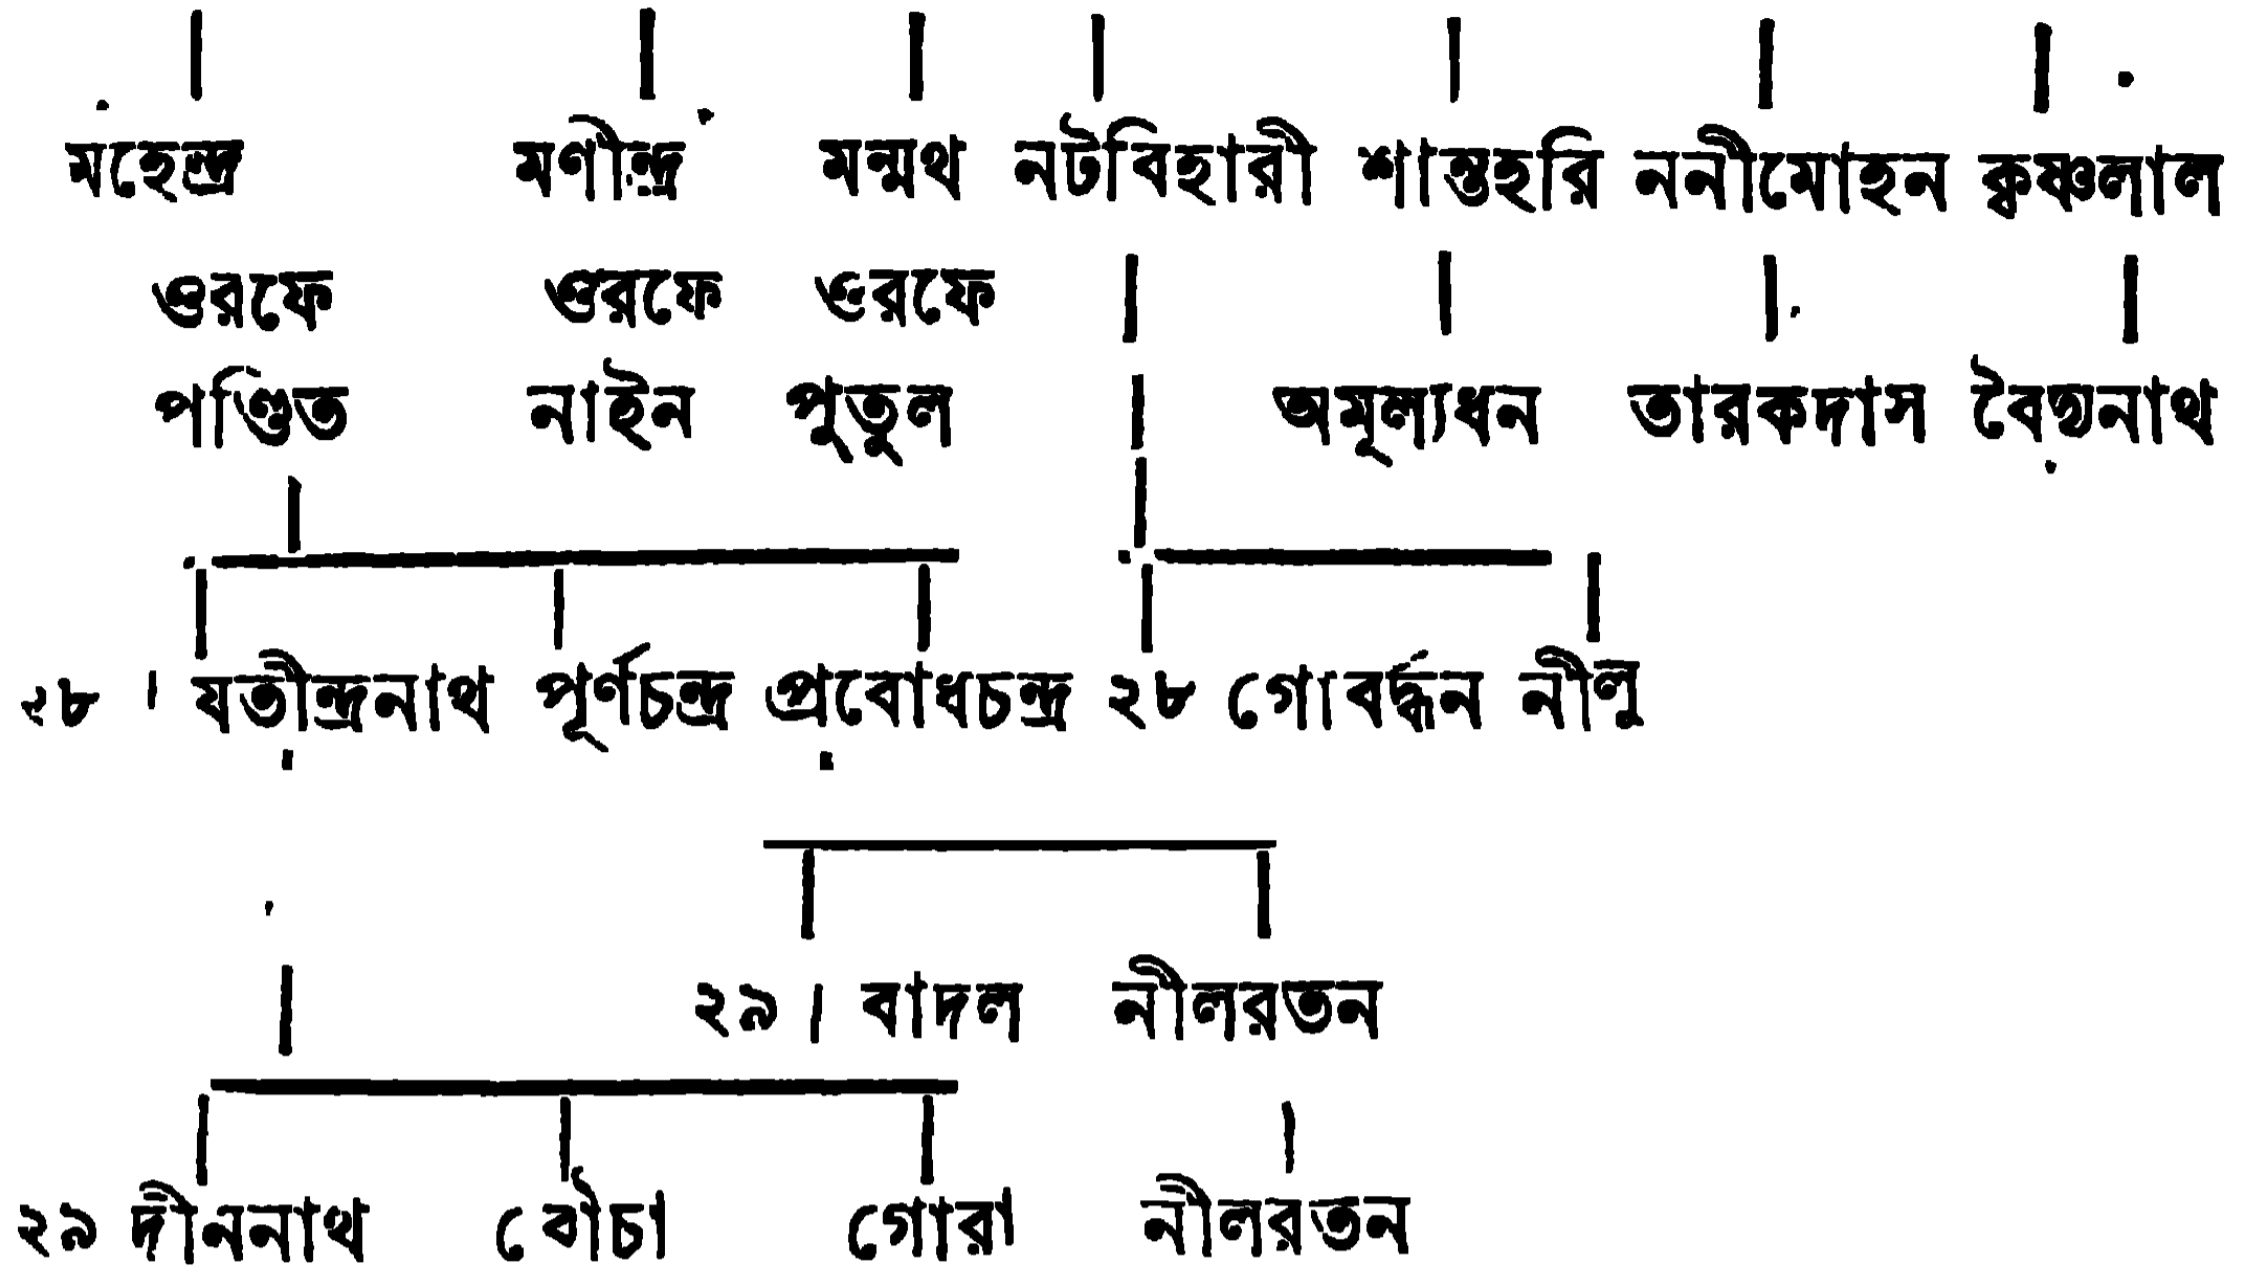 মহেন্দ্র মণীন্দ্র মন্মথ নটবিহারী শান্তহরি ননীমোহন কৃষ্ণলাল
ওরফে ওরফে ওরফে
পণ্ডিত নাইন পুতুল অমূল্যধন তারকদাস বৈদ্যনাথ
২৮ । যতীন্দ্রনাথ পূর্ণচন্দ্র প্রবোধচন্দ্র ২৮ গোবর্দ্ধন নীলু
২৯ । বাদল নীলরতন
২৯ দীননাথ বোঁচা গোরা নীলরতন